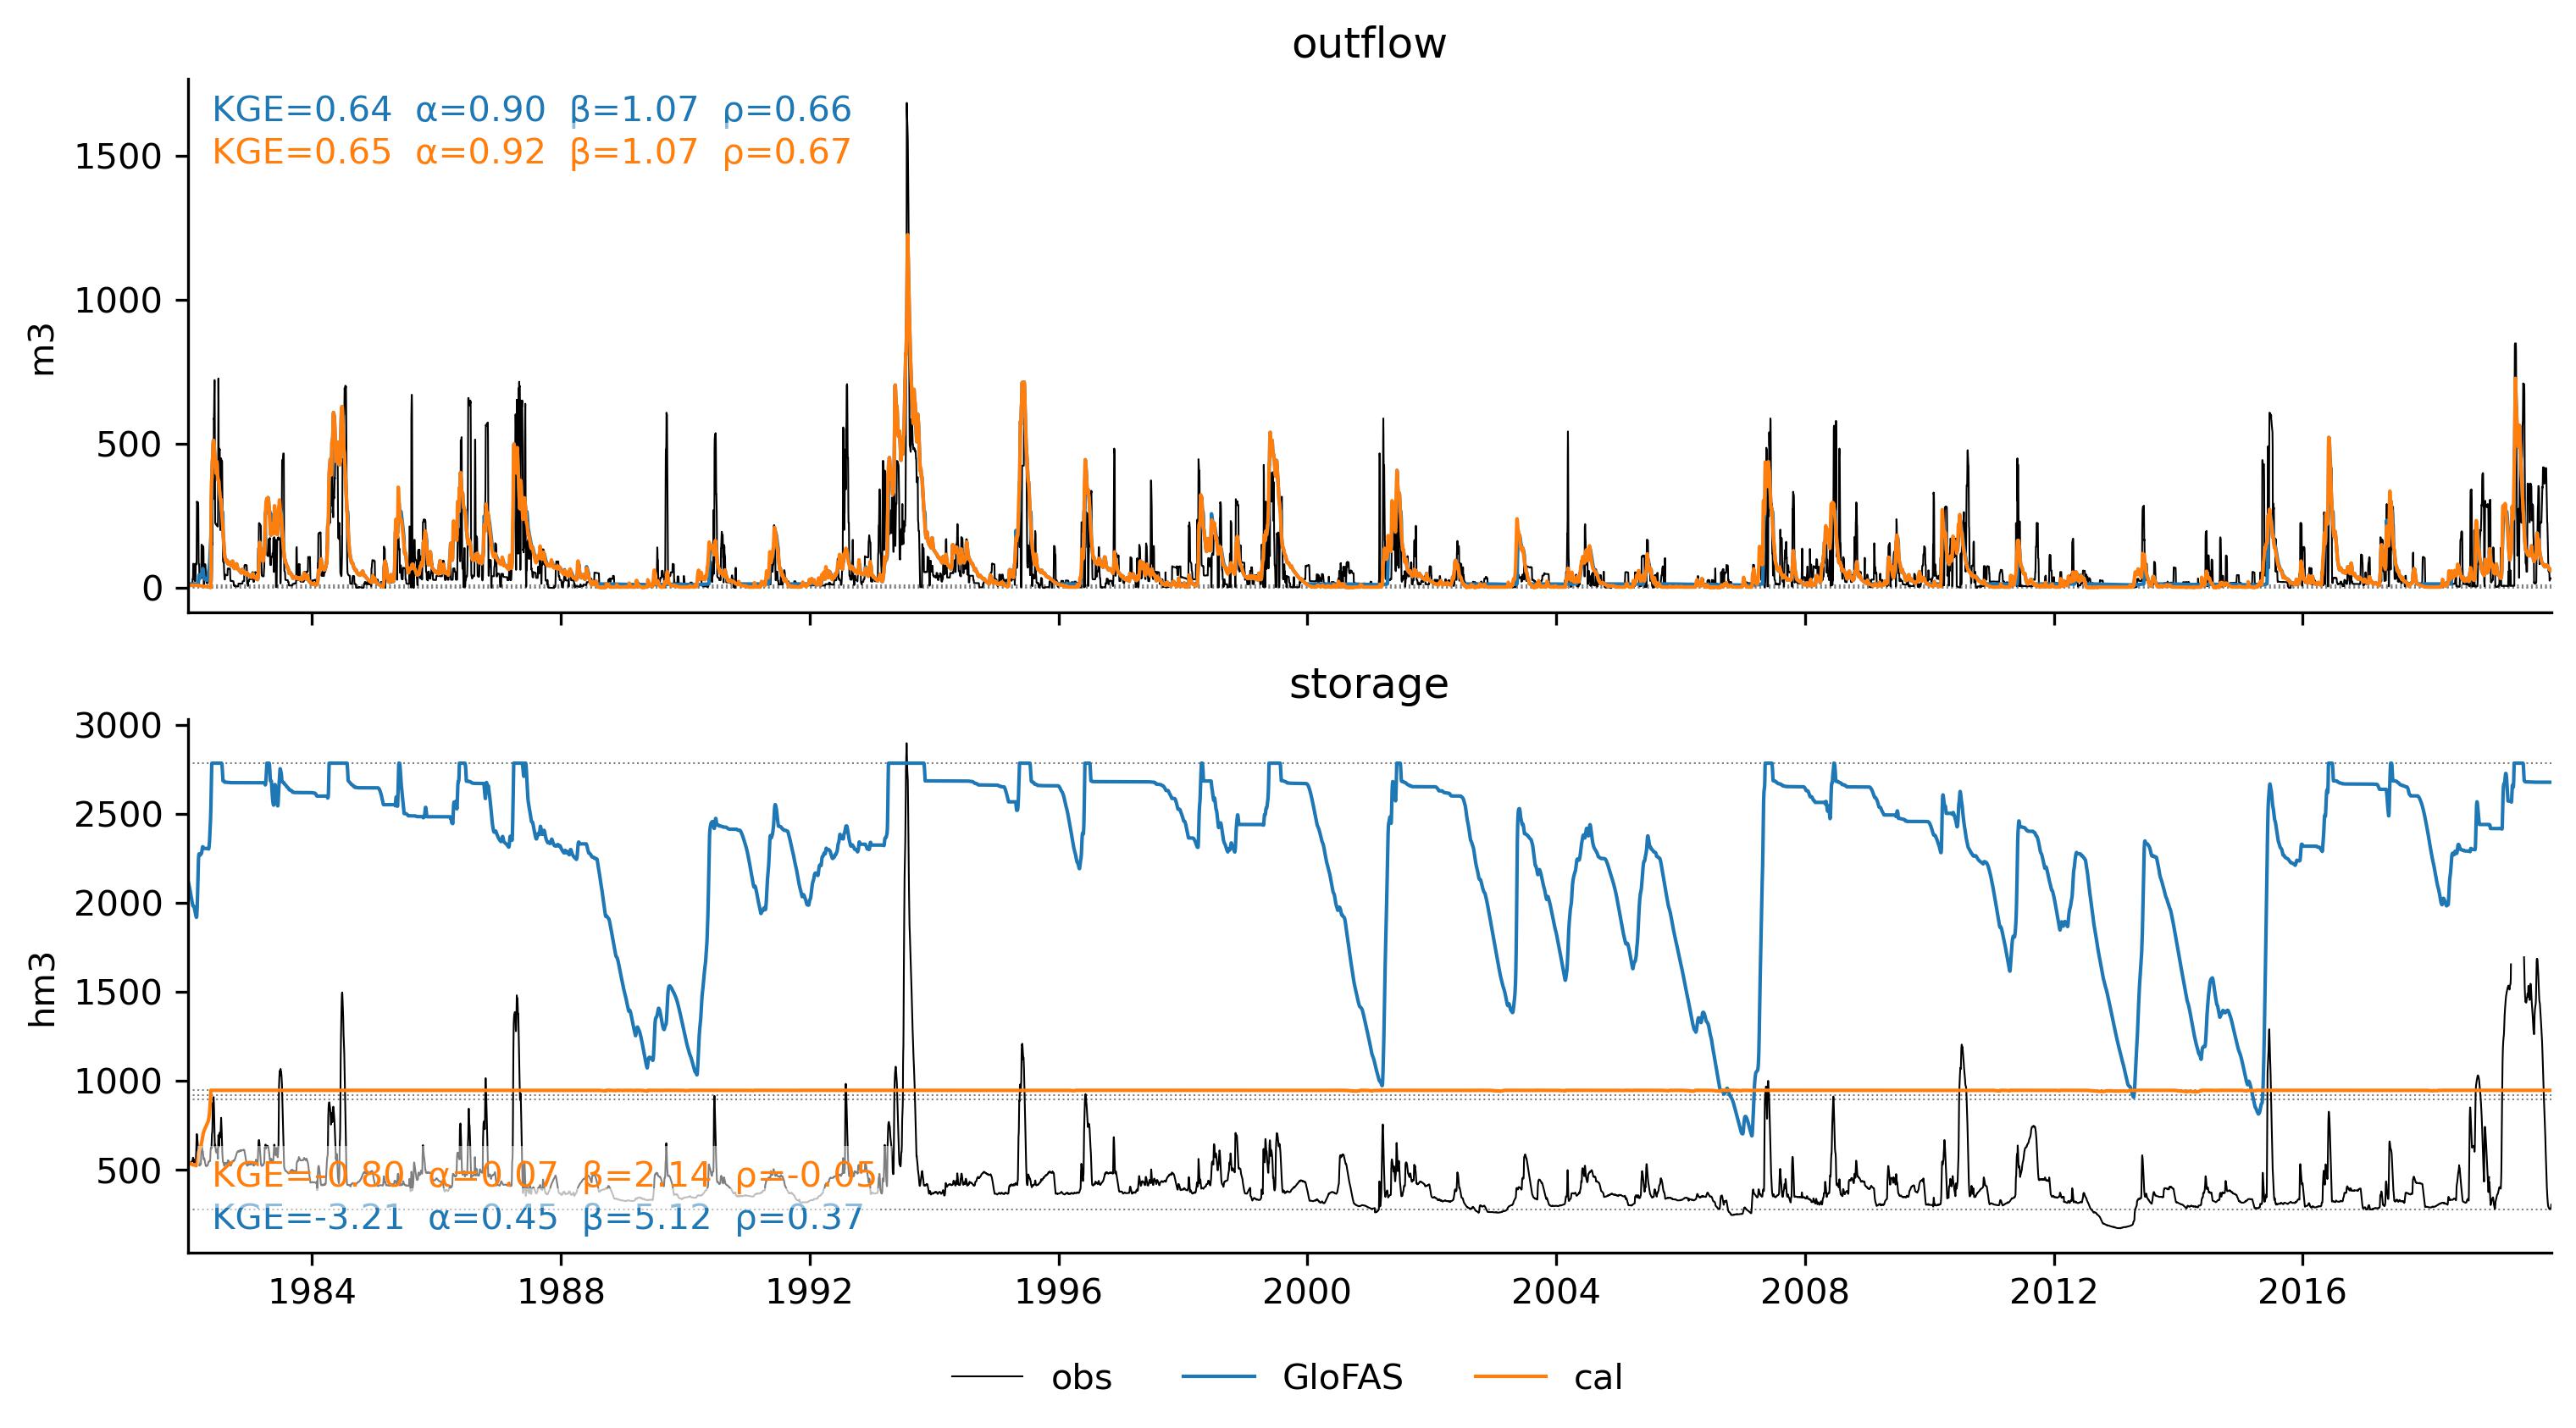 outflow
KGE=0.64 α=0.90 β=1.07 ρ=0.66
KGE=0.65 α=0.92 β=1.07 ρ=0.67
1500
1000
500
0
m3
storage
3000
2500
2000
1500
1000
500
hm3
KGE=-0.80 α=0.07 β=2.14 ρ=-0.05
KGE=-3.21 α=0.45 β=5.12 ρ=0.37
1984 1988 1992 1996 2000 2004 2008 2012 2016
obs GloFAS cal